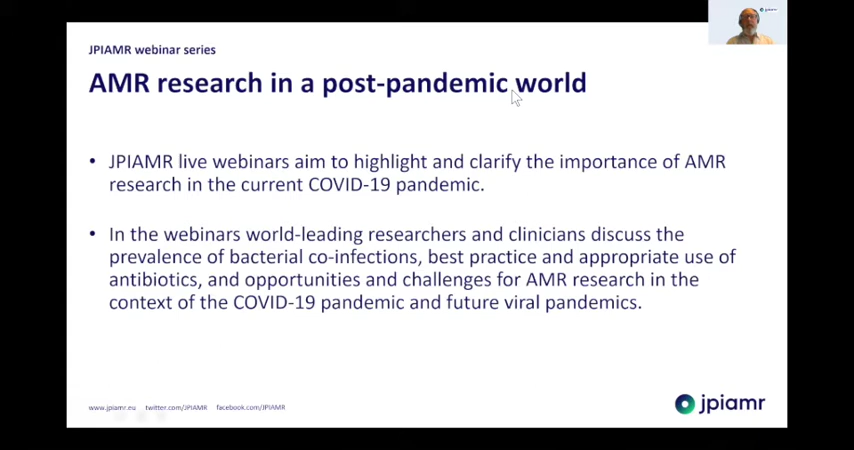 jpiamr
JPIAMR webinar series
AMR research in a post-pandemic world
• JPIAMR live webinars aim to highlight and clarify the importance of AMR
research in the current COVID-19 pandemic.
• In the webinars world-leading researchers and clinicians discuss the
prevalence of bacterial co-infections, best practice and appropriate use of
antibiotics, and opportunities and challenges for AMR research in the
context of the COVID-19 pandemic and future viral pandemics.
www.jpiamr.eu twitter.com/JPIAMR facebook.com/JPIAMR
jpiamr